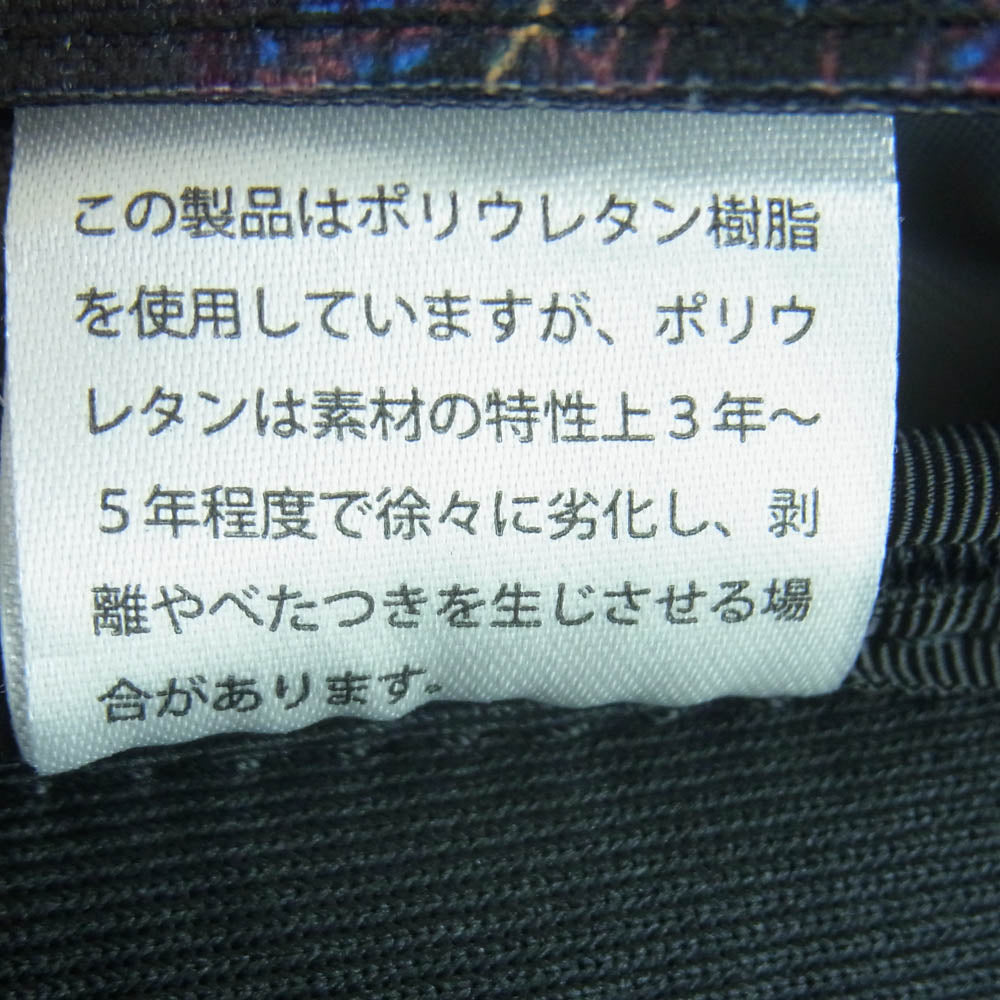 この製品はポリウレタン樹脂
を使用していますが、ポリウ
レタンは素材の特性上３年～
５年程度で徐々に劣化し、剥
離やべたつきを生じさせる場
合があります。